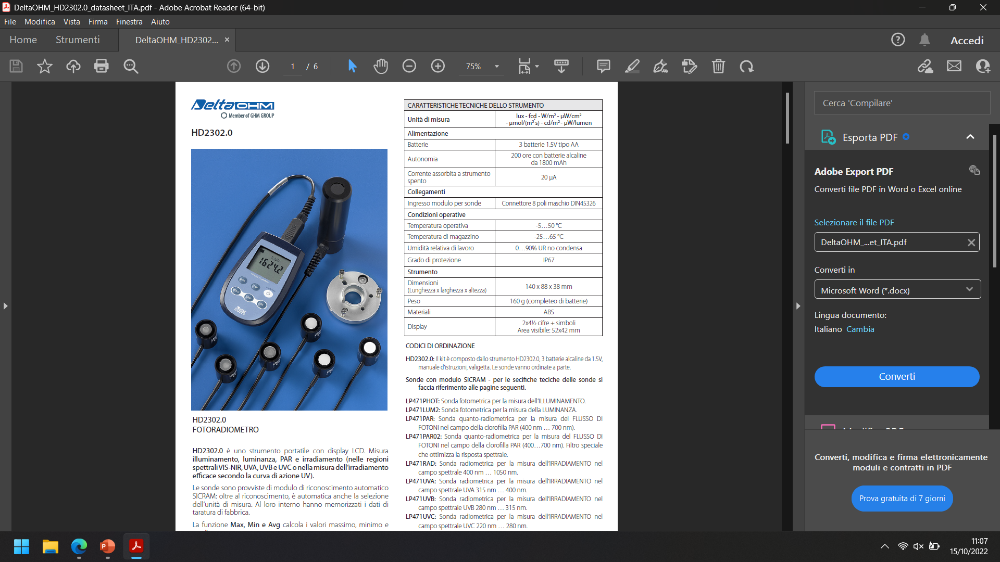 DeltaOHM_HD2302.0_datasheet_ITA.pdf - Adobe Acrobat Reader (64-bit)
File Modifica Vista Firma Finestra Aiuto
Home Strumenti DeltaOHM_HD2302... ×
Accedi
1 / 6
75%
DeltaOHM
Member of GHM GROUP
HD2302.0
LUX
1624.2
HD2302.0
FOTORADIOMETRO
HD2302.0 è uno strumento portatile con display LCD. Misura
illuminamento, luminanza, PAR e irradiamento (nelle regioni
spettrali VIS-NIR, UVA, UVB e UVC o nella misura dell'irradiamento
efficace secondo la curva di azione UV).
Le sonde sono provviste di modulo di riconoscimento automatico
SICRAM: oltre al riconoscimento, è automatica anche la selezione
dell'unità di misura. Al loro interno hanno memorizzati i dati di
taratura di fabbrica.
La funzione Max, Min e Avg calcola i valori massimo, minimo e
CARATTERISTICHE TECNICHE DELLO STRUMENTO
Unità di misura
lux - fcd - W/m² - µW/cm²
- µmol/(m² s) - cd/m² - µW/lumen
Alimentazione
Batterie 3 batterie 1.5V tipo AA
Autonomia
200 ore con batterie alcaline
da 1800 mAh
Corrente assorbita a strumento
spento
20 µA
Collegamenti
Ingresso modulo per sonde Connettore 8 poli maschio DIN45326
Condizioni operative
Temperatura operativa -5…50 °C
Temperatura di magazzino -25…65 °C
Umidità relativa di lavoro 0…90% UR no condensa
Grado di protezione IP67
Strumento
Dimensioni
(Lunghezza x larghezza x altezza)
140 x 88 x 38 mm
Peso 160 g (completeo di batterie)
Materiali ABS
Display
2x4½ cifre + simboli
Area visibile: 52x42 mm
CODICI DI ORDINAZIONE
HD2302.0: Il kit è composto dallo strumento HD2302.0, 3 batterie alcaline da 1.5V,
manuale d'istruzioni, valigetta. Le sonde vanno ordinate a parte.
Sonde con modulo SICRAM - per le secifiche teciche delle sonde si
faccia riferimento alle pagine seguenti.
LP471PHOT: Sonda fotometrica per la misura dell'ILLUMINAMENTO.
LP471LUM2: Sonda fotometrica per la misura della LUMINANZA.
LP471PAR: Sonda quanto-radiometrica per la misura del FLUSSO DI
FOTONI nel campo della clorofilla PAR (400 nm … 700 nm).
LP471PAR02: Sonda quanto-radiometrica per la misura del FLUSSO DI
FOTONI nel campo della clorofilla PAR (400…700 nm). Filtro speciale
che ottimizza la risposta spettrale.
LP471RAD: Sonda radiometrica per la misura dell'IRRADIAMENTO nel
campo spettrale 400 nm … 1050 nm.
LP471UVA: Sonda radiometrica per la misura dell'IRRADIAMENTO nel
campo spettrale UVA 315 nm … 400 nm.
LP471UVB: Sonda radiometrica per la misura dell'IRRADIAMENTO nel
campo spettrale UVB 280 nm … 315 nm.
LP471UVC: Sonda radiometrica per la misura dell'IRRADIAMENTO nel
campo spettrale UVC 220 nm … 280 nm.
Cerca 'Compilare'
Esporta PDF
Adobe Export PDF
Converti file PDF in Word o Excel online
Selezionare il file PDF
DeltaOHM_...et_ITA.pdf
Converti in
Microsoft Word (*.docx)
Lingua documento:
Italiano Cambia
Converti
Converti, modifica e firma elettronicamente
moduli e contratti in PDF
Prova gratuita di 7 giorni
11:07
15/10/2022